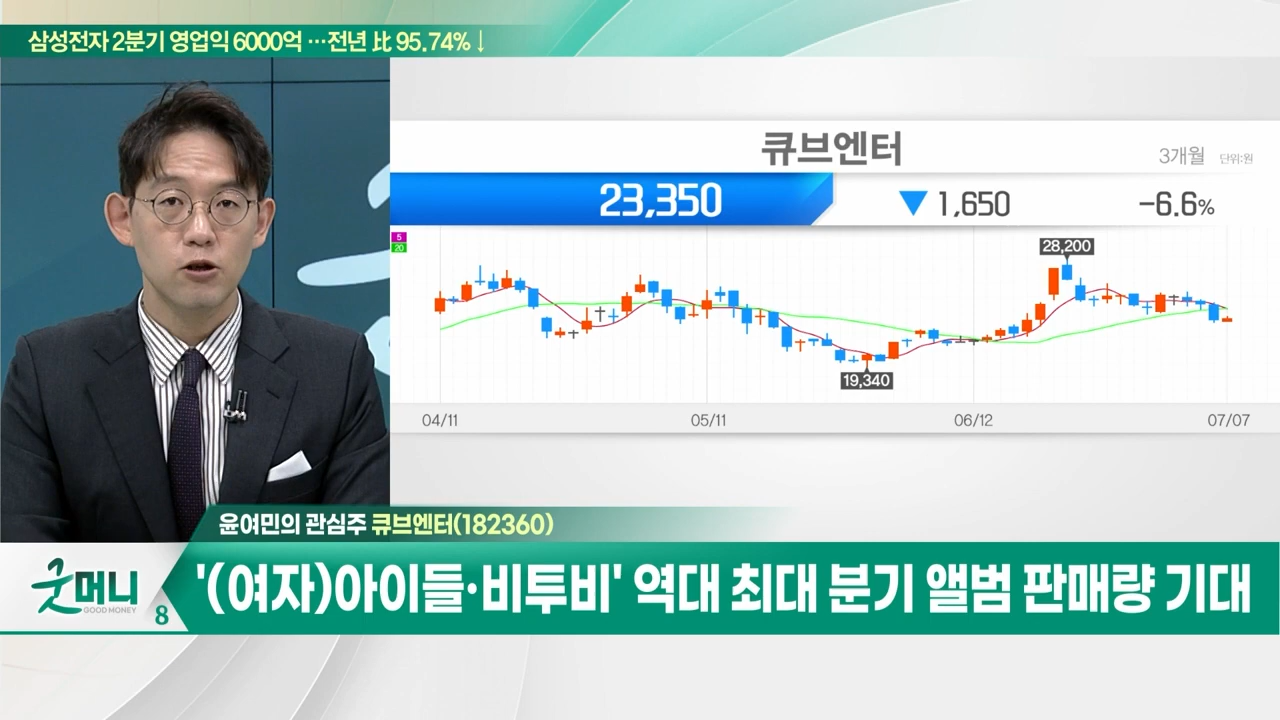 삼성전자 2분기 영업익 6000억 …전년 比 95.74%↓
큐브엔터
3개월 단위:원
23,350 ▼ 1,650 -6.6%
5
20
28,200
19,340
04/11 05/11 06/12 07/07
윤여민의 관심주 큐브엔터(182360)
굿머니
GOOD MONEY
8
'(여자)아이들·비투비' 역대 최대 분기 앨범 판매량 기대